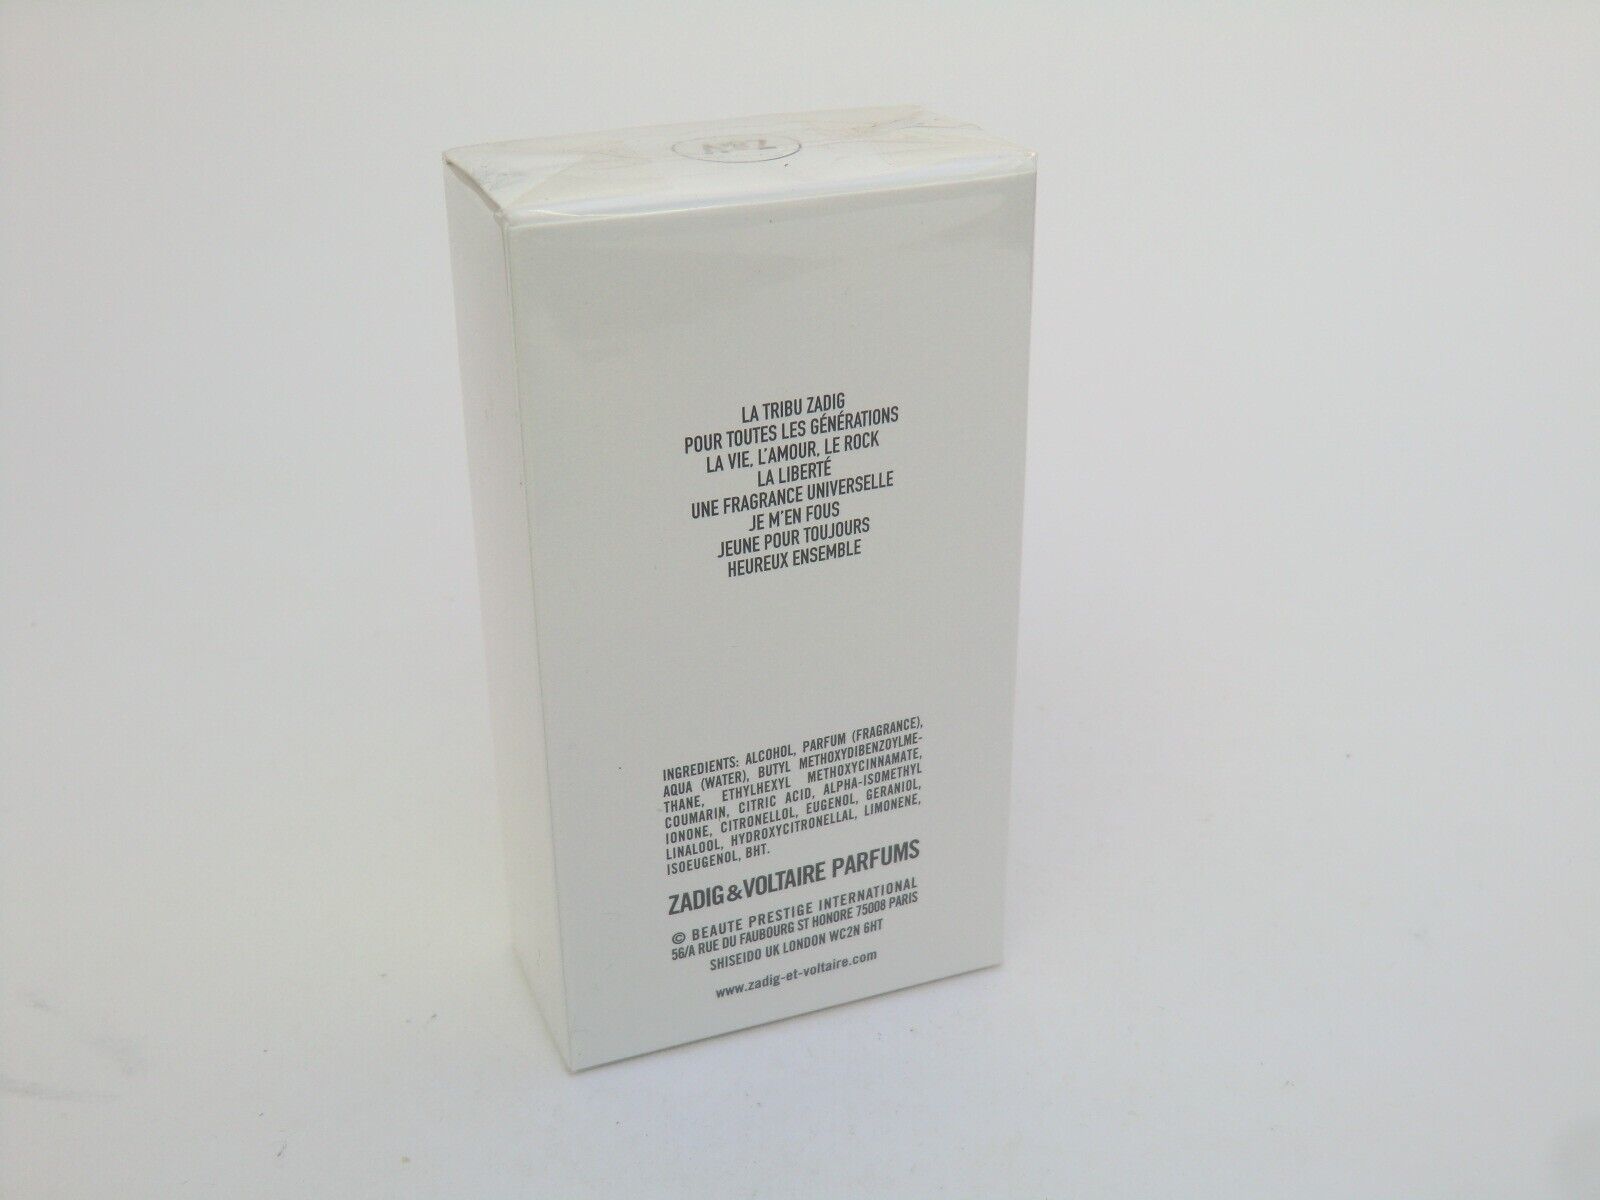 Z&V
LA TRIBU ZADIG
POUR TOUTES LES GÉNÉRATIONS
LA VIE, L'AMOUR, LE ROCK
LA LIBERTÉ
UNE FRAGRANCE UNIVERSELLE
JE M'EN FOUS
JEUNE POUR TOUJOURS
HEUREUX ENSEMBLE
INGREDIENTS: ALCOHOL, PARFUM (FRAGRANCE),
AQUA (WATER), BUTYL METHOXYDIBENZOYLME-
THANE, ETHYLHEXYL METHOXYCINNAMATE,
COUMARIN, CITRIC ACID, ALPHA-ISOMETHYL
IONONE, CITRONELLOL, EUGENOL, GERANIOL,
LINALOOL, HYDROXYCITRONELLAL, LIMONENE,
ISOEUGENOL, BHT.
ZADIG&VOLTAIRE PARFUMS
© BEAUTE PRESTIGE INTERNATIONAL
56/A RUE DU FAUBOURG ST HONORE 75008 PARIS
SHISEIDO UK LONDON WC2N 6HT
www.zadig-et-voltaire.com